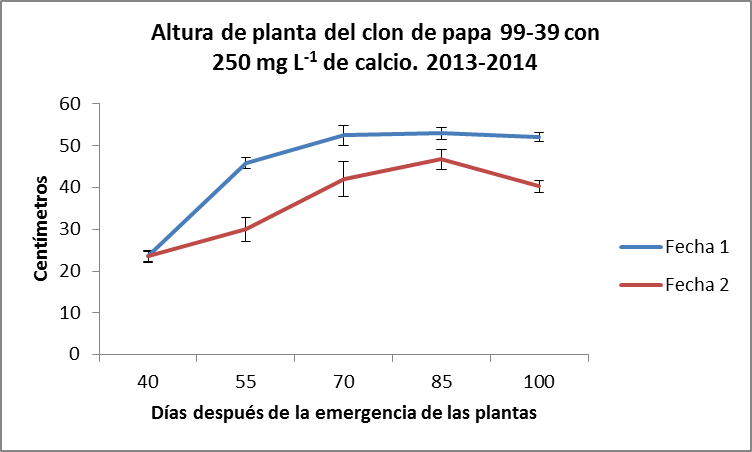 Altura de planta del clon de papa 99-39 con
250 mg L⁻¹ de calcio. 2013-2014
60
50
40
30
20
10
0
Centímetros
40 55 70 85 100
Días después de la emergencia de las plantas
Fecha 1
Fecha 2